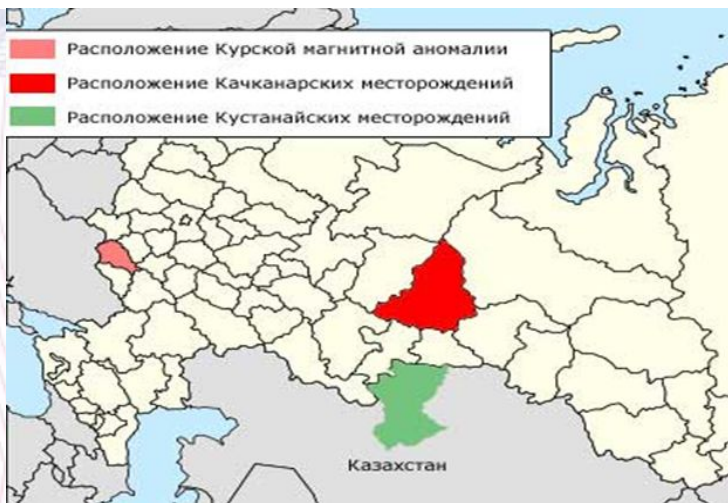 Расположение Курской магнитной аномалии
Расположение Качканарских месторождений
Расположение Кустанайских месторождений
Казахстан